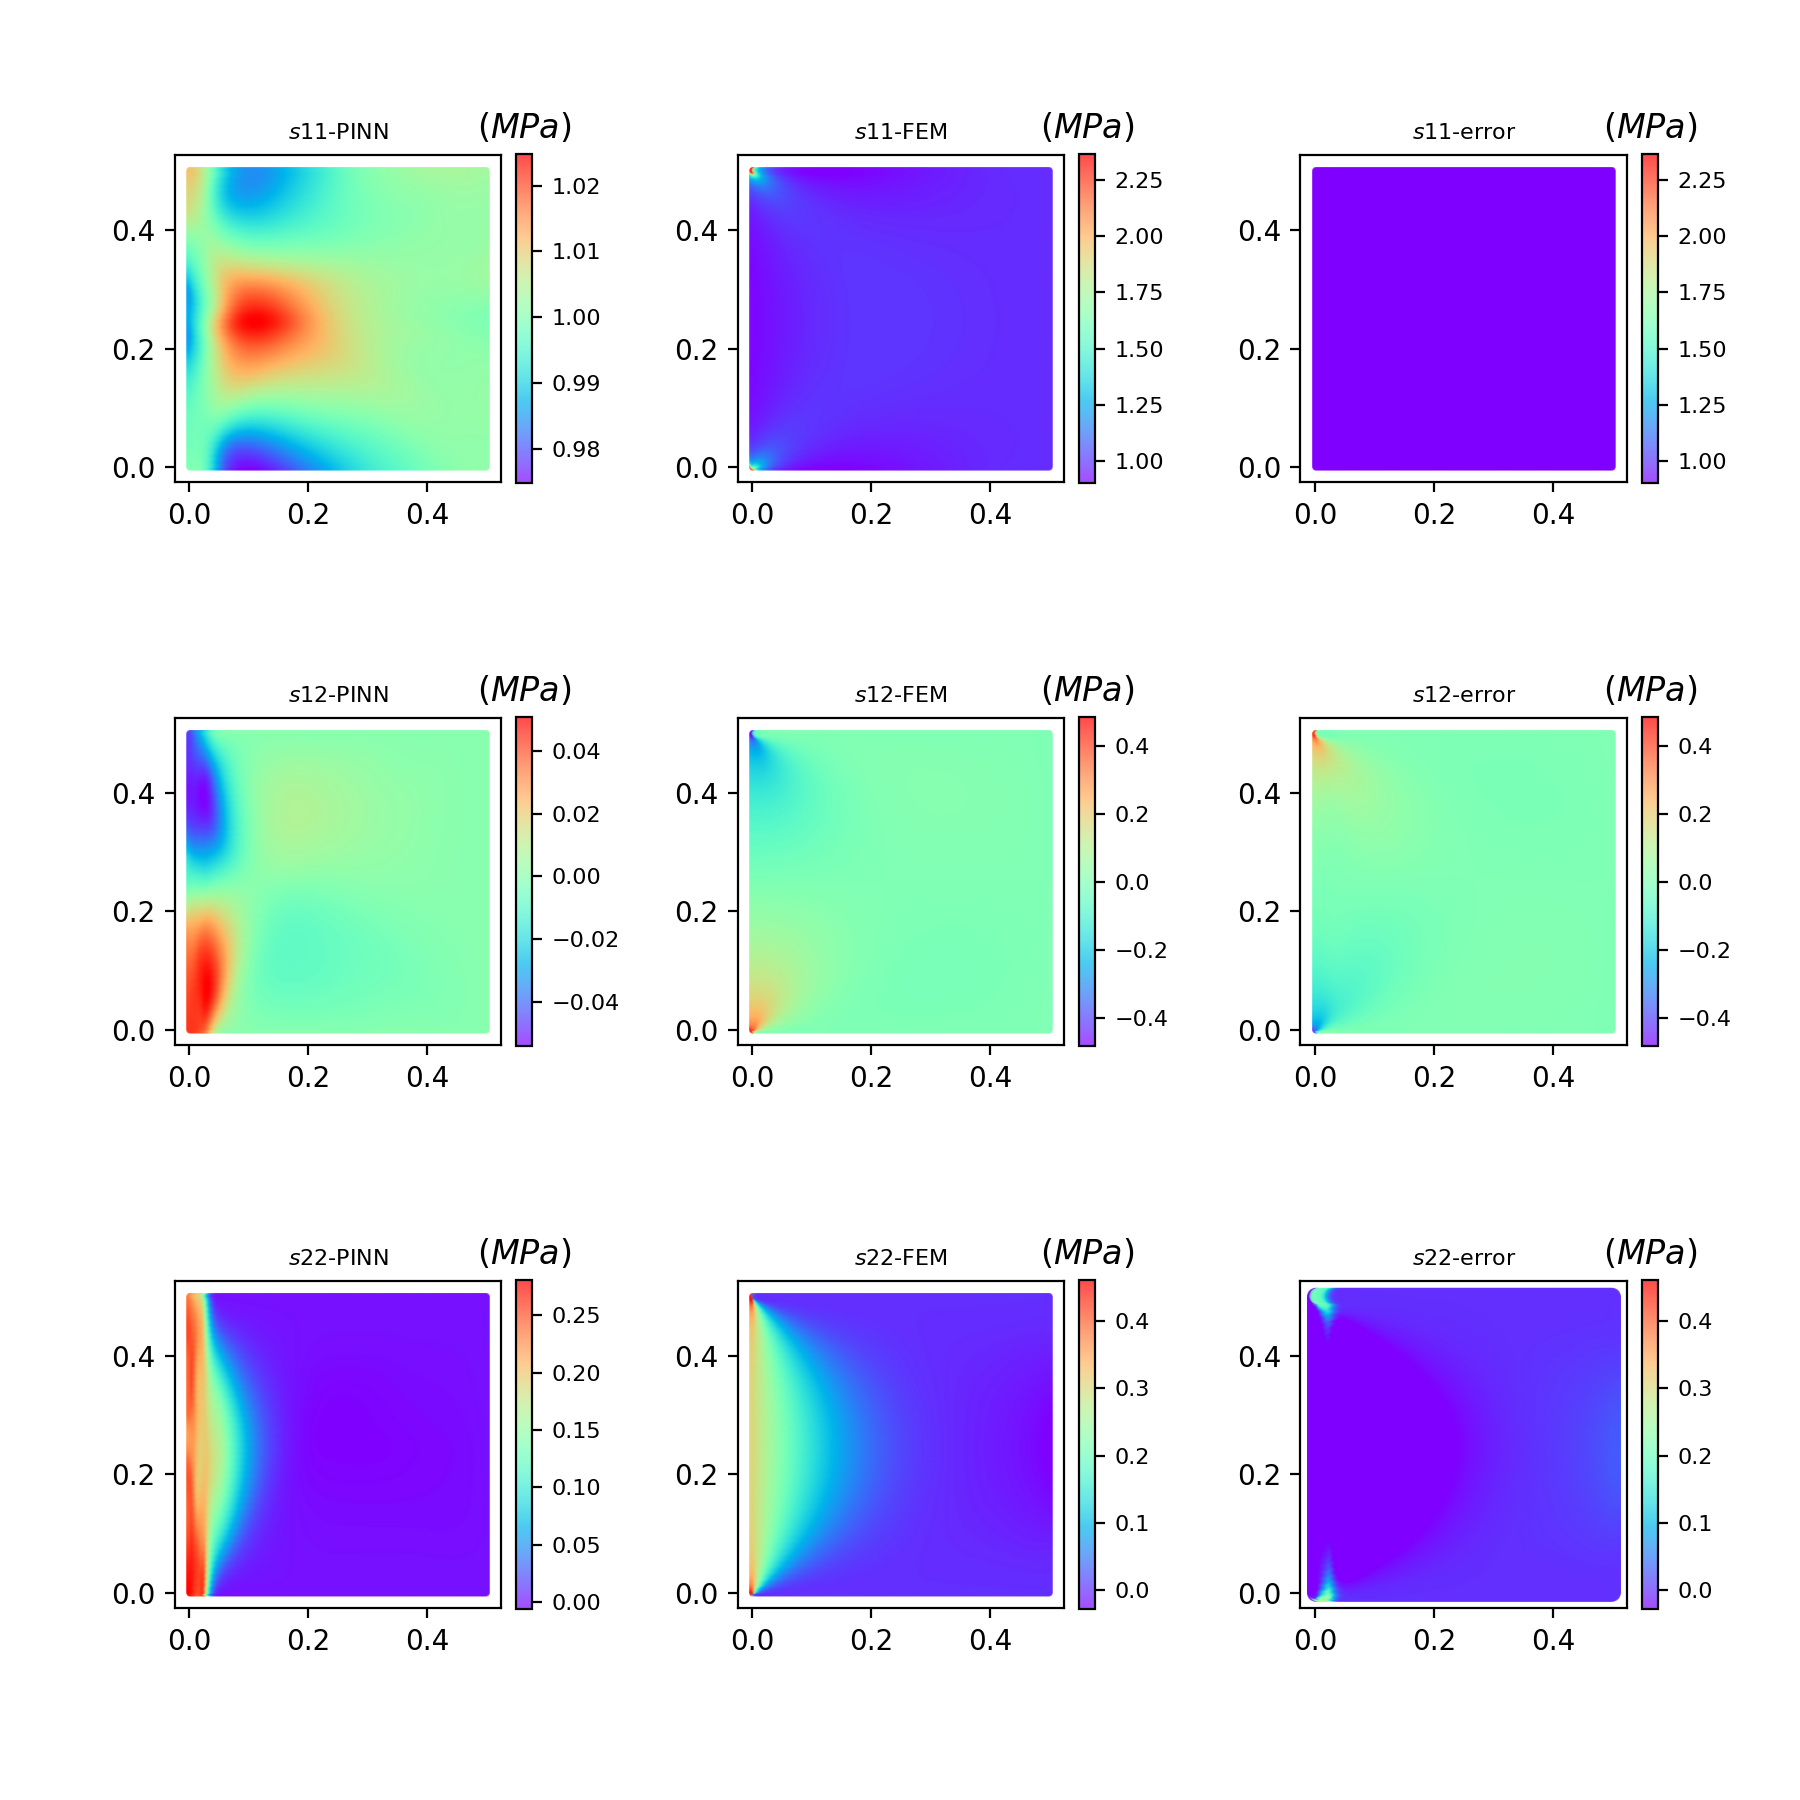 s11-PINN (MPa) s11-FEM (MPa) s11-error (MPa)
1.02 2.25 2.25
0.4 1.01 0.4 2.00 0.4 2.00
1.75 1.75
1.00
0.2 0.2 1.50 0.2 1.50
0.99 1.25 1.25
0.98
0.0 0.0 1.00 0.0 1.00
0.0 0.2 0.4 0.0 0.2 0.4 0.0 0.2 0.4
s12-PINN (MPa) s12-FEM (MPa) s12-error (MPa)
0.04 0.4 0.4
0.4 0.02 0.4 0.2 0.4 0.2
0.00 0.0 0.0
0.2 −0.02 0.2 −0.2 0.2 −0.2
−0.04 −0.4 −0.4
0.0 0.0 0.0
0.0 0.2 0.4 0.0 0.2 0.4 0.0 0.2 0.4
s22-PINN (MPa) s22-FEM (MPa) s22-error (MPa)
0.25 0.4 0.4
0.4 0.20 0.4 0.3 0.4 0.3
0.15
0.2 0.10 0.2 0.2 0.2 0.2
0.05 0.1 0.1
0.0 0.00 0.0 0.0 0.0 0.0
0.0 0.2 0.4 0.0 0.2 0.4 0.0 0.2 0.4